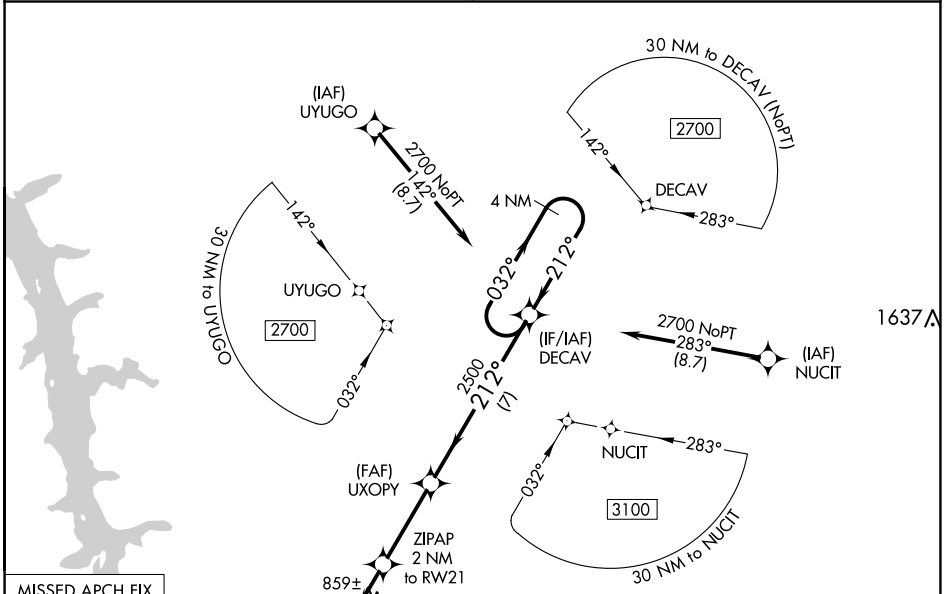 30 NM to DECAV (NoPT)
2700
142°
DECAV
283°
(IAF)
UYUGO
2700 NoPT
142°
(8.7)
4 NM
032°
212°
142°
30 NM to UYUGO
UYUGO
2700
032°
(IF/IAF)
DECAV
2700 NoPT
283°
(8.7)
(IAF)
NUCIT
1637
2500
212°
(7)
NUCIT
283°
032°
3100
30 NM to NUCIT
(FAF)
UXOPY
ZIPAP
2 NM
to RW21
859±
MISSED APCH FIX